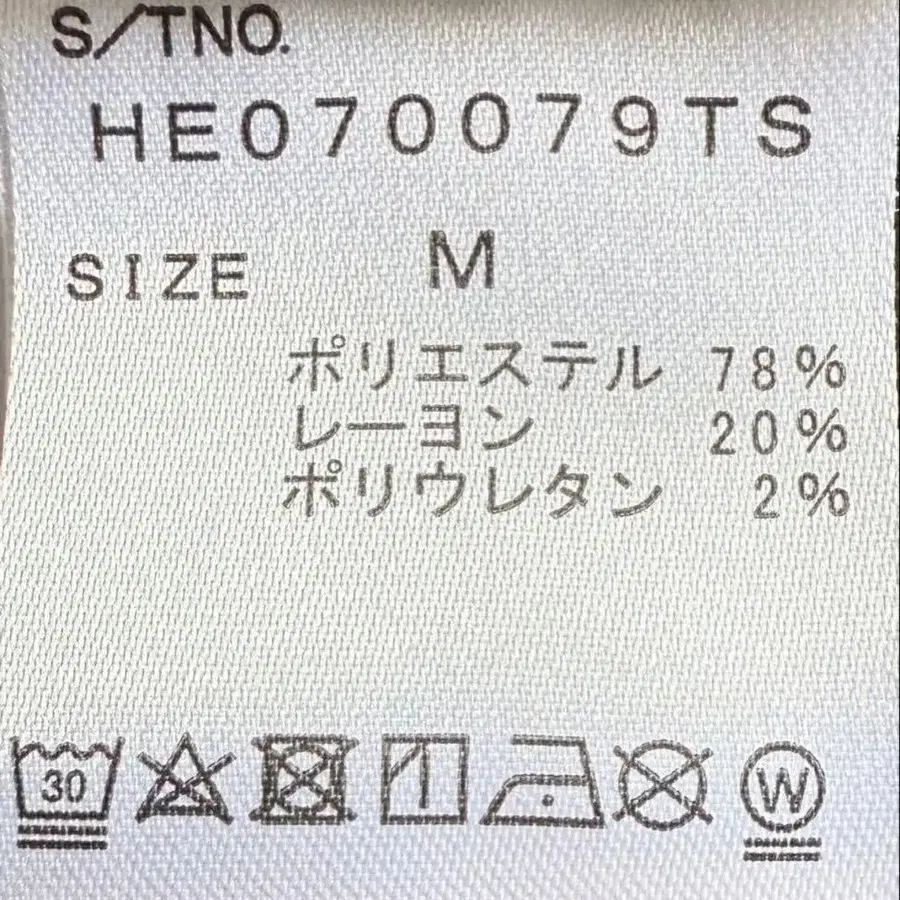 S/TNO.
HE070079TS
SIZE M
ポリエステル 78%
レーヨン 20%
ポリウレタン 2%
30 W